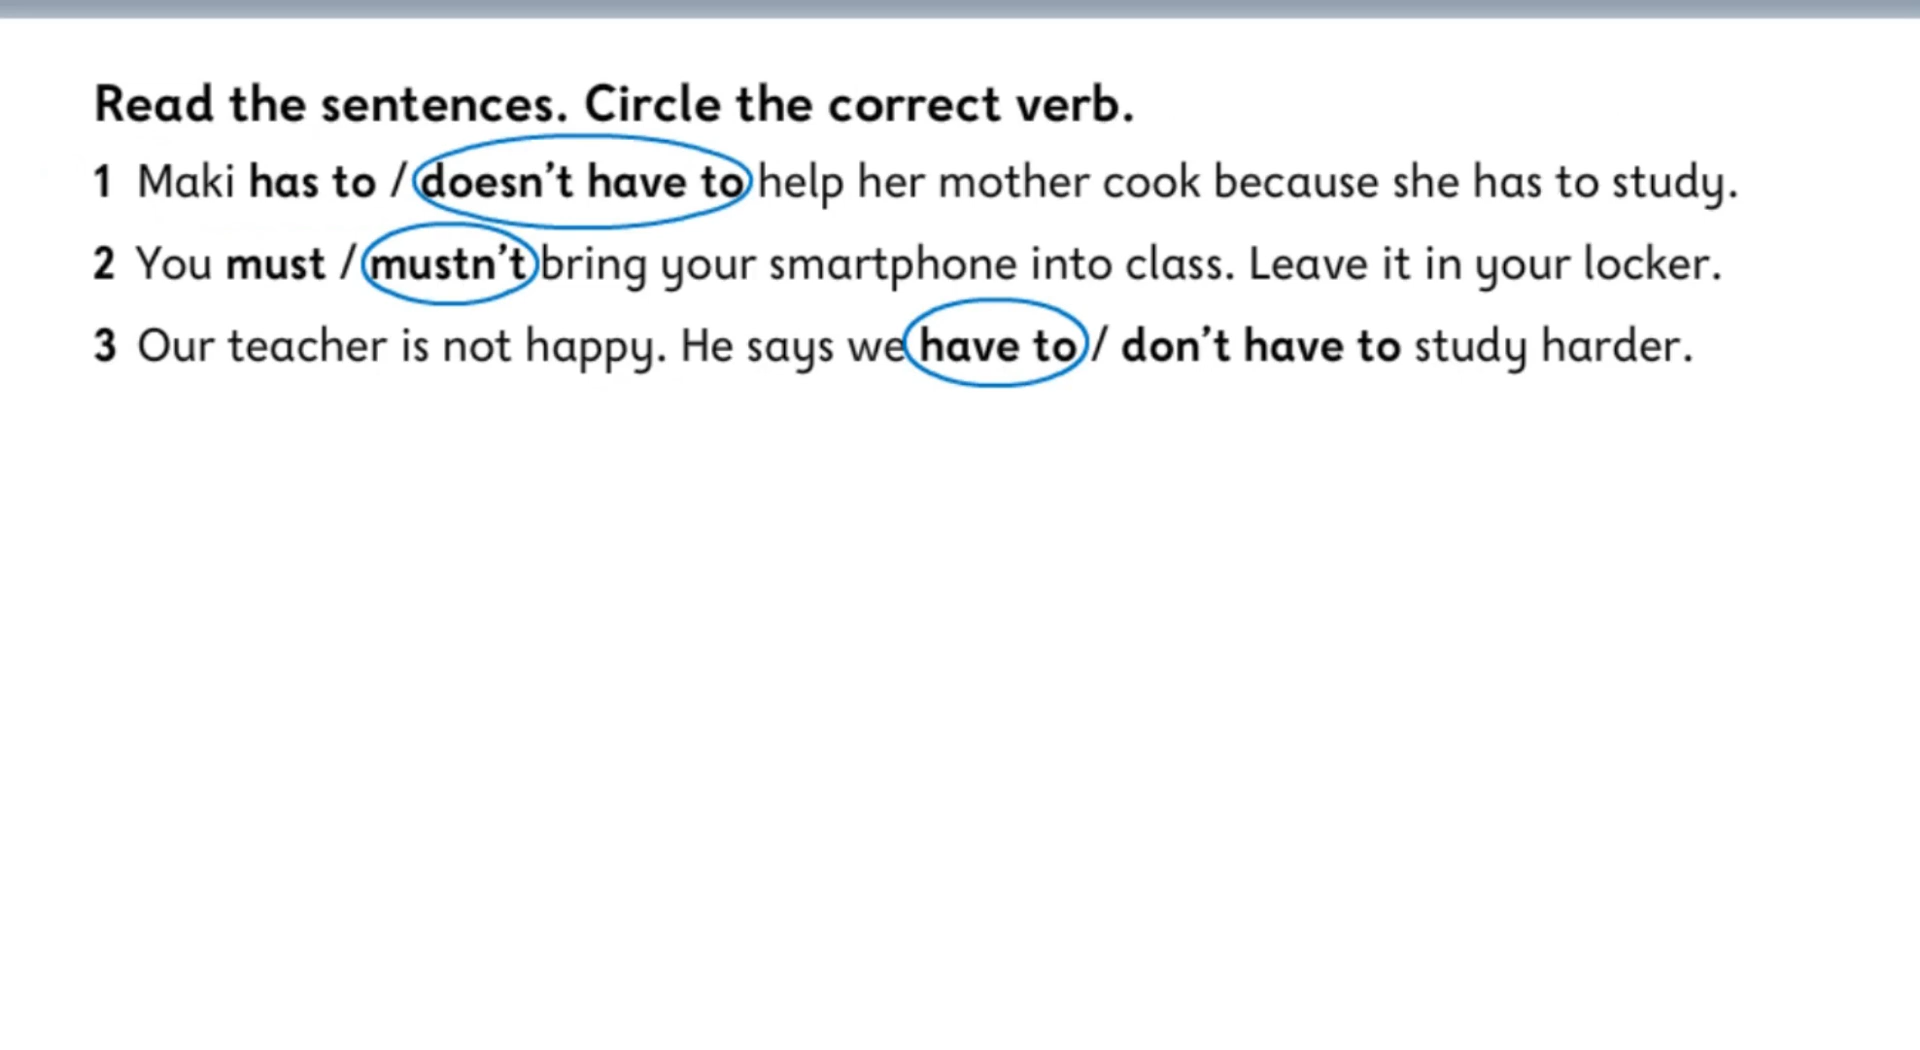 Read the sentences. Circle the correct verb.
1 Maki has to / doesn't have to help her mother cook because she has to study.
2 You must / mustn't bring your smartphone into class. Leave it in your locker.
3 Our teacher is not happy. He says we have to / don't have to study harder.